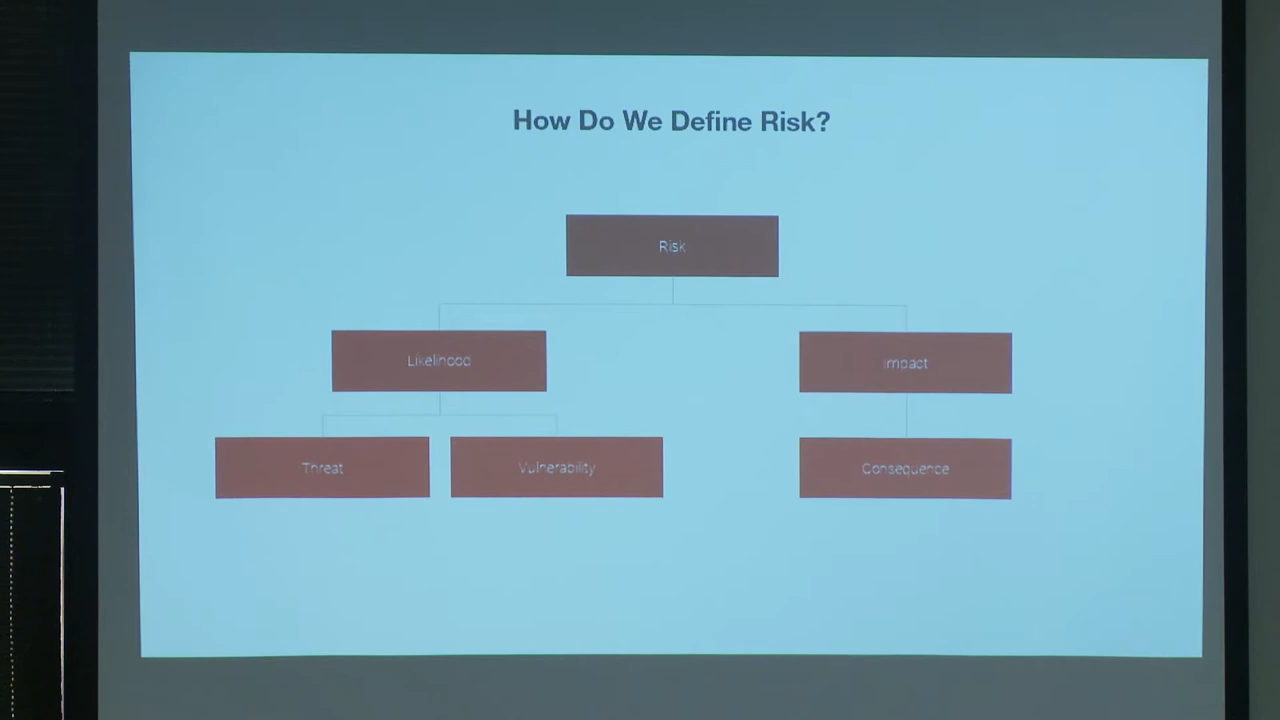 How Do We Define Risk?
Risk
Likelihood
Impact
Threat
Vulnerability
Consequence